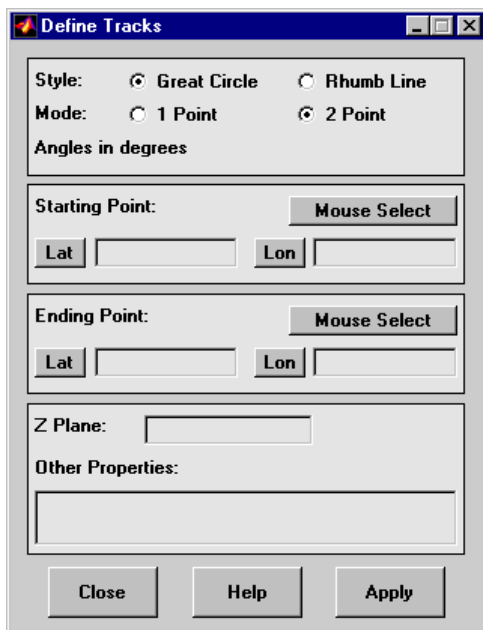 Define Tracks
Style: Great Circle Rhumb Line
Mode: 1 Point 2 Point
Angles in degrees
Starting Point: Mouse Select
Lat Lon
Ending Point: Mouse Select
Lat Lon
Z Plane:
Other Properties:
Close Help Apply